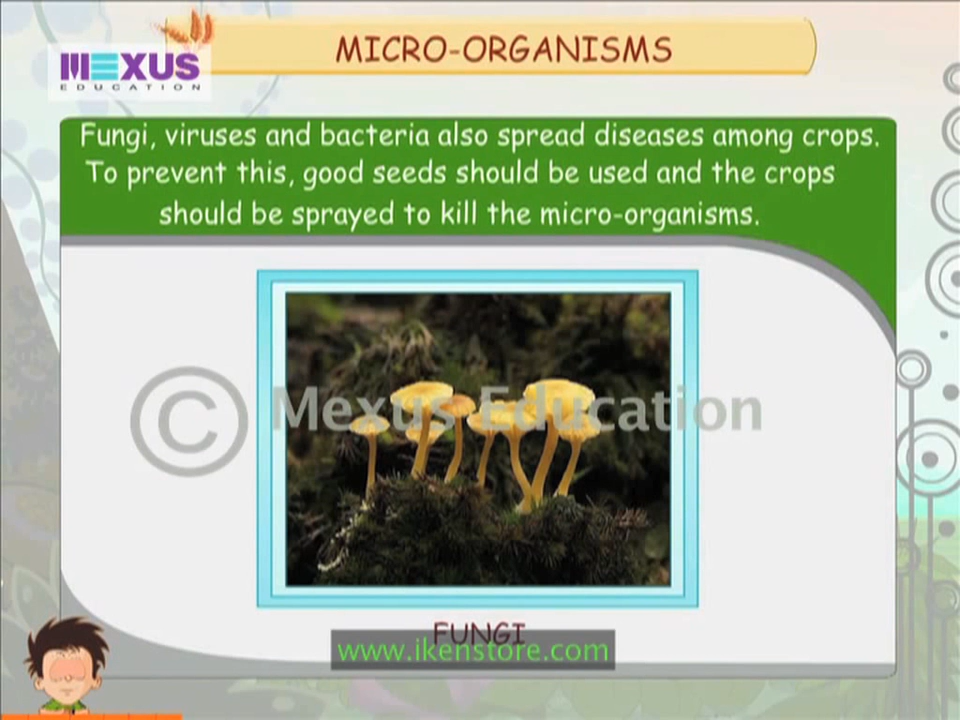 MICRO-ORGANISMS
MEXUS
EDUCATION
Fungi, viruses and bacteria also spread diseases among crops.
To prevent this, good seeds should be used and the crops
should be sprayed to kill the micro-organisms.
© Mexus Education
FUNGI
www.ikenstore.com